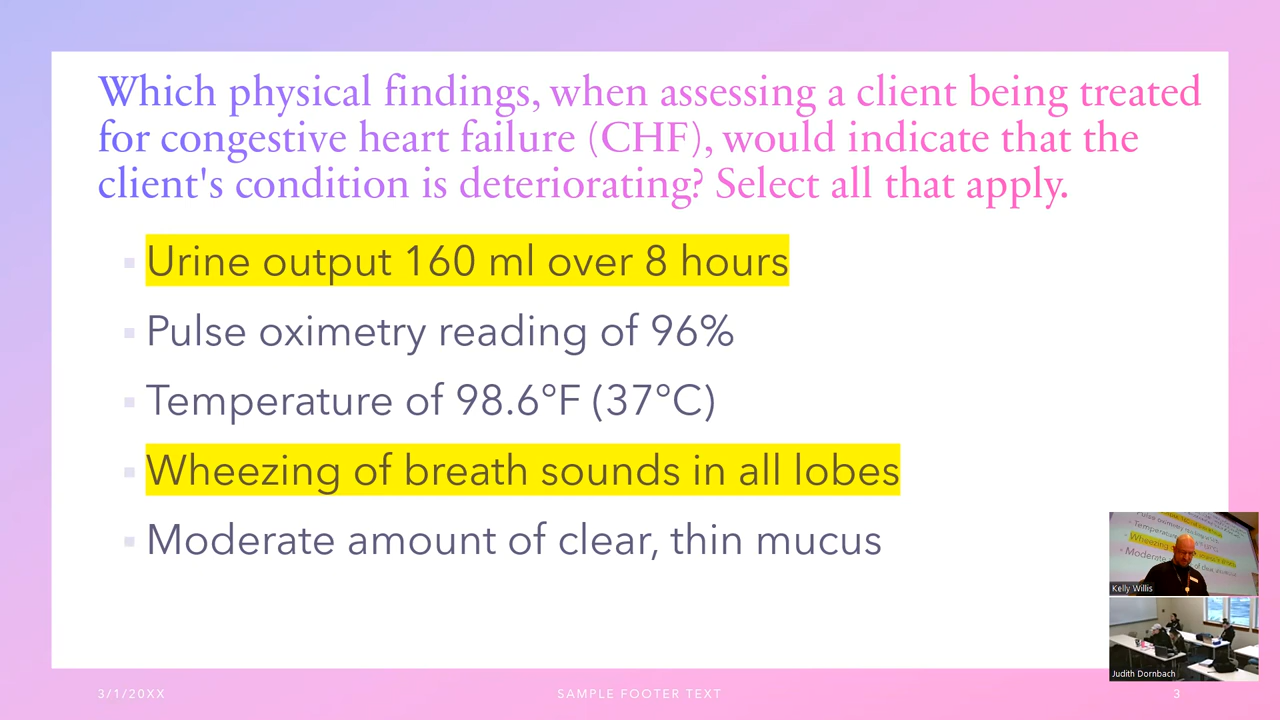 Which physical findings, when assessing a client being treated
for congestive heart failure (CHF), would indicate that the
client's condition is deteriorating? Select all that apply.
Urine output 160 ml over 8 hours
Pulse oximetry reading of 96%
Temperature of 98.6°F (37°C)
Wheezing of breath sounds in all lobes
Moderate amount of clear, thin mucus
Wheezing
Moderate
Kelly Willis
Judith Dornbach
3/1/20XX
SAMPLE FOOTER TEXT
3